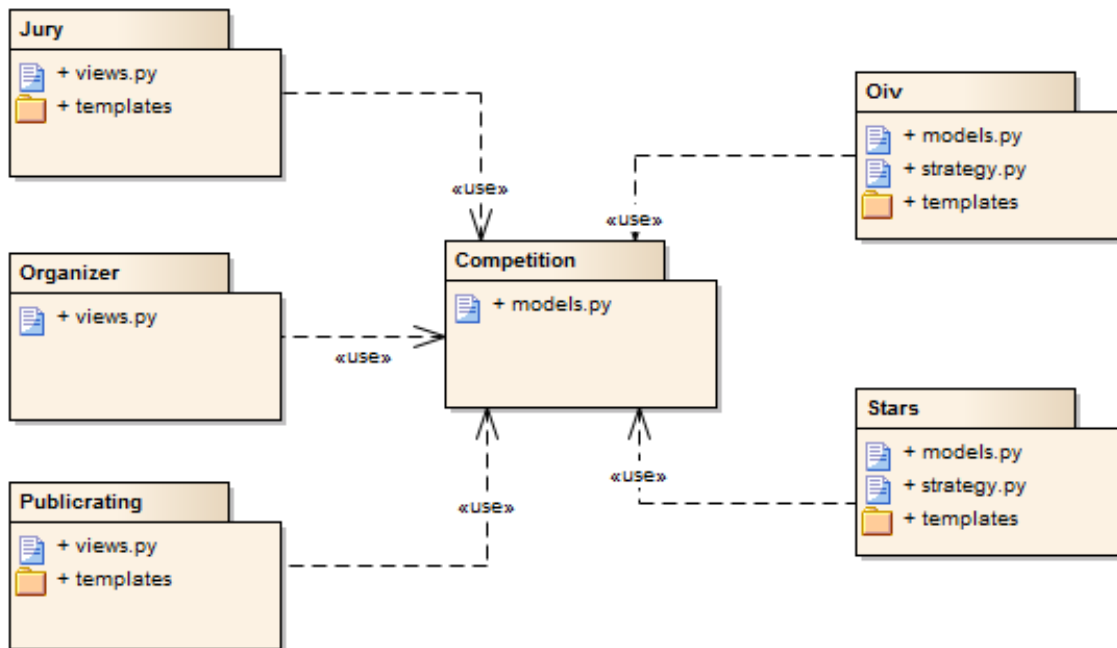 Jury
+ views.py
+ templates
«use»
Oiv
+ models.py
+ strategy.py
+ templates
«use»
Organizer
+ views.py
«use»
Competition
+ models.py
Publicrating
+ views.py
+ templates
«use»
Stars
+ models.py
+ strategy.py
+ templates
«use»